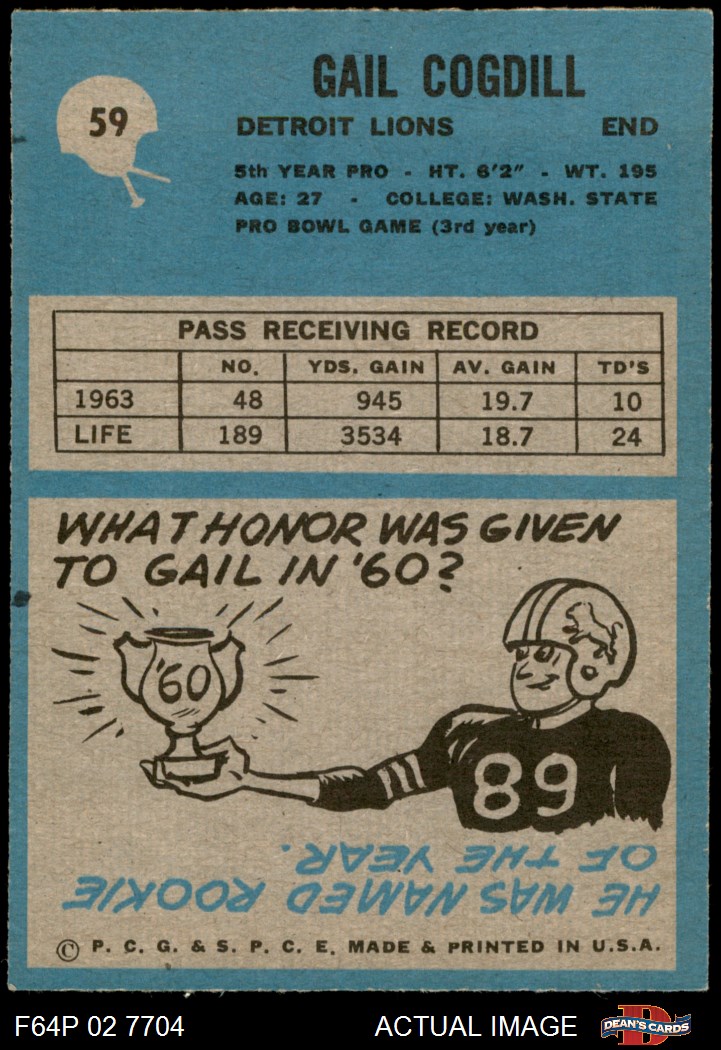 59
GAIL COGDILL
DETROIT LIONS END
5th YEAR PRO - HT. 6'2" - WT. 195
AGE: 27 - COLLEGE: WASH. STATE
PRO BOWL GAME (3rd year)
PASS RECEIVING RECORD
NO. YDS. GAIN AV. GAIN TD'S
1963 48 945 19.7 10
LIFE 189 3534 18.7 24
WHAT HONOR WAS GIVEN
TO GAIL IN '60?
'60
89
HE WAS NAMED ROOKIE
OF THE YEAR.
© P. C. G. & S. P. C. E. MADE & PRINTED IN U.S.A.
F64P 02 7704 ACTUAL IMAGE
D
DEAN'S CARDS